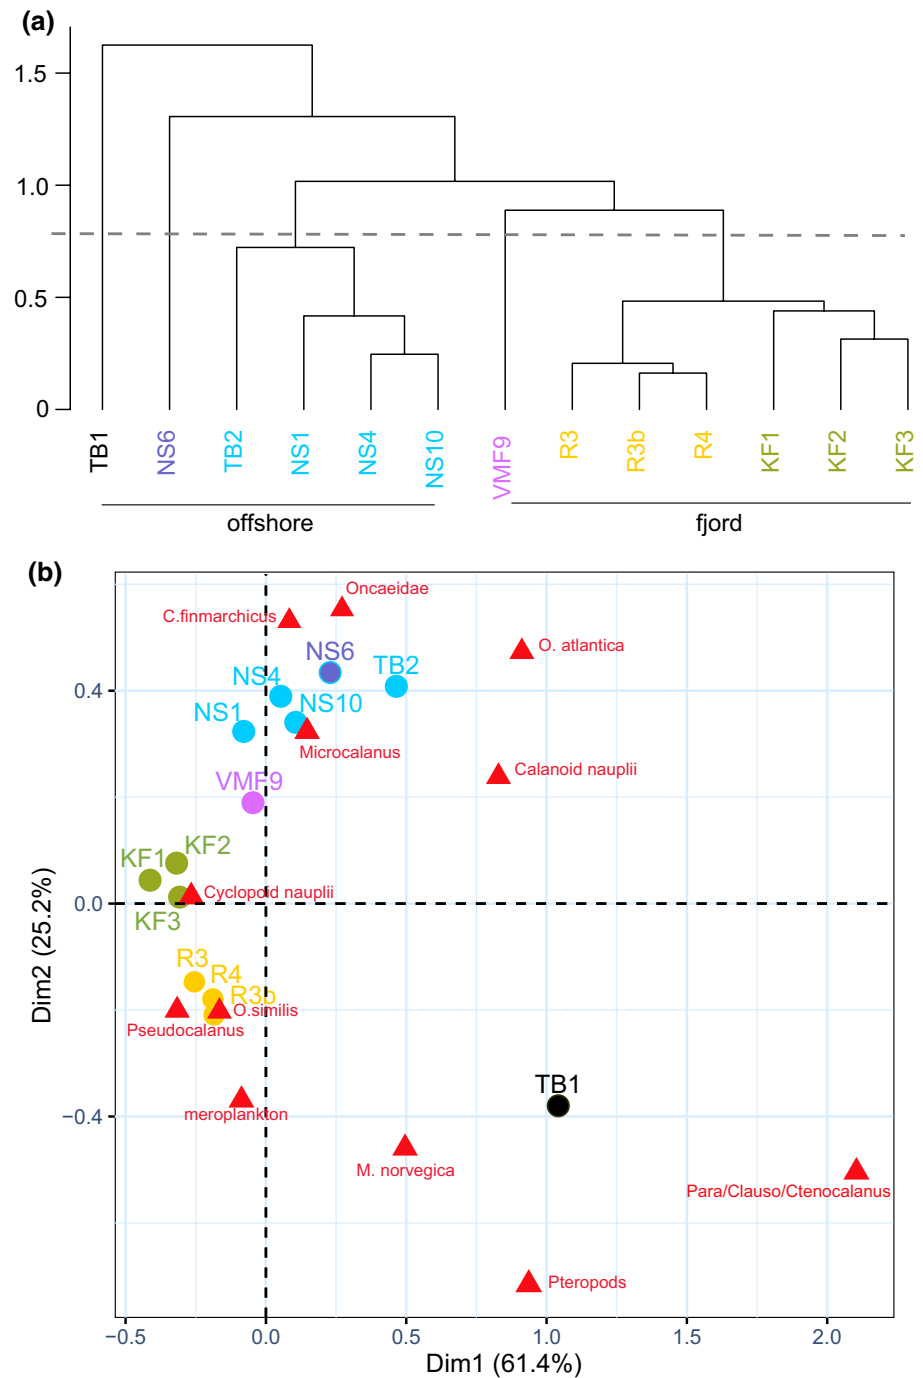 (a)
1.5
1.0
0.5
0
TB1
NS6
TB2
NS1
NS4
NS10
VMF9
R3
R3b
R4
KF1
KF2
KF3
offshore
fjord
(b)
Oncaeidae
C.finmarchicus
NS6
O. atlantica
TB2
NS4
0.4
NS10
NS1
Microcalanus
Calanoid nauplii
VMF9
KF2
KF1
Cyclopoid nauplii
0.0
KF3
R3
R4
R3b
O.similis
Pseudocalanus
TB1
meroplankton
−0.4
M. norvegica
Para/Clauso/Ctenocalanus
Pteropods
Dim2 (25.2%)
−0.5
0.0
0.5
1.0
1.5
2.0
Dim1 (61.4%)